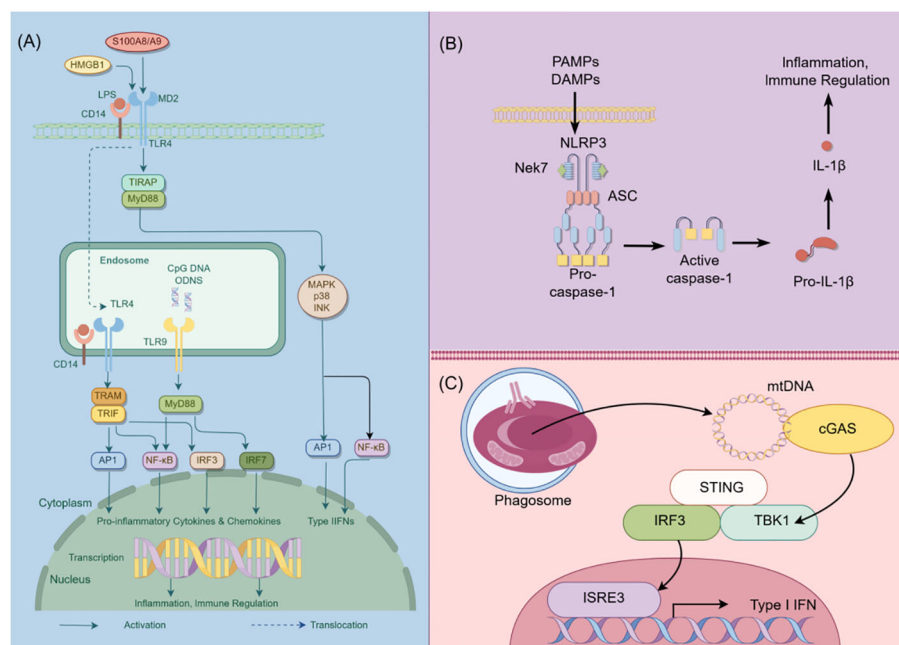 (A)
S100A8/A9
HMGB1
LPS
MD2
CD14
TLR4
TIRAP
MyD88
Endosome
CpG DNA
ODNS
TLR4
TLR9
CD14
MAPK
p38
INK
TRAM
TRIF
MyD88
AP1
NF-κB
IRF3
IRF7
AP1
NF-κB
Cytoplasm
Pro-inflammatory Cytokines & Chemokines
Type IIFNs
Transcription
Nucleus
Inflammation, Immune Regulation
Activation
Translocation
(B)
PAMPs
DAMPs
NLRP3
Nek7
ASC
Pro-
caspase-1
Active
caspase-1
Pro-IL-1β
IL-1β
Inflammation,
Immune Regulation
(C)
Phagosome
mtDNA
cGAS
STING
IRF3
TBK1
ISRE3
Type I IFN